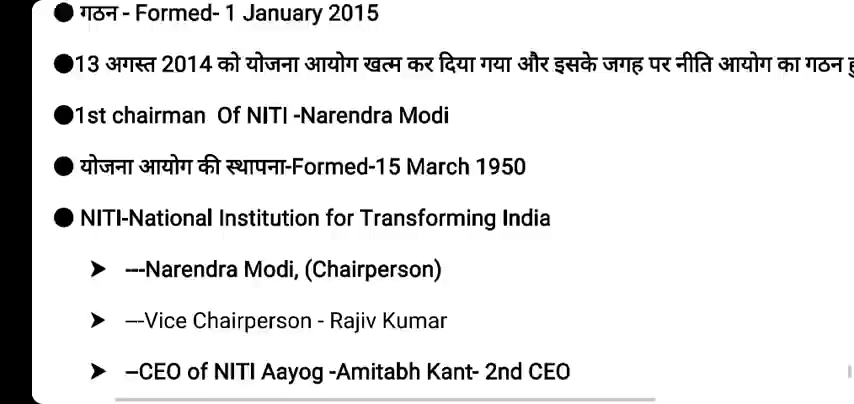 ● गठन - Formed- 1 January 2015
●13 अगस्त 2014 को योजना आयोग खत्म कर दिया गया और इसके जगह पर नीति आयोग का गठन
●1st chairman Of NITI -Narendra Modi
● योजना आयोग की स्थापना-Formed-15 March 1950
● NITI-National Institution for Transforming India
➤ ---Narendra Modi, (Chairperson)
➤ —Vice Chairperson - Rajiv Kumar
➤ –CEO of NITI Aayog -Amitabh Kant- 2nd CEO